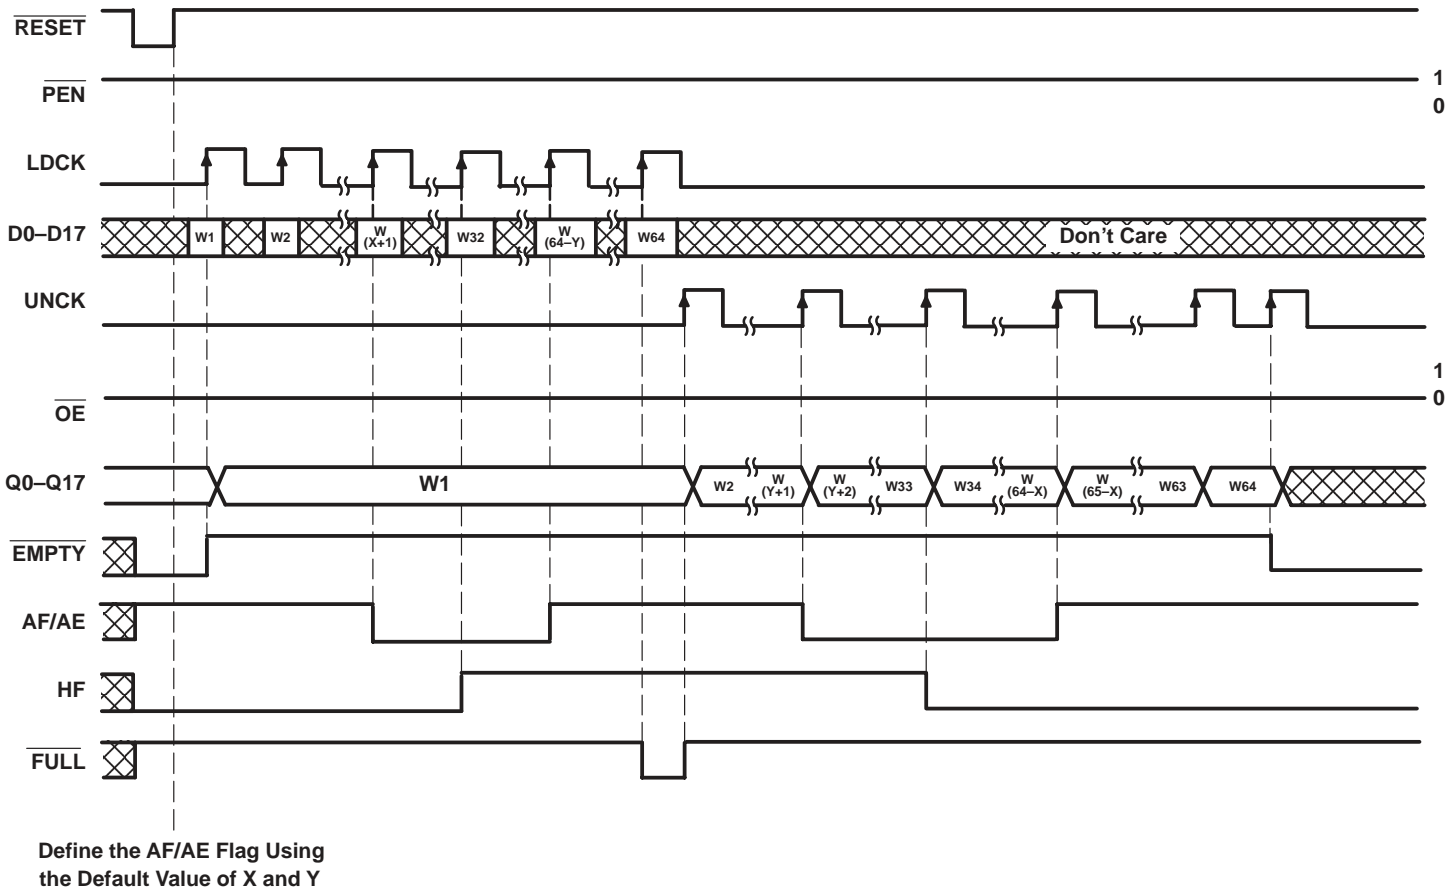 RESET
PEN
1
0
LDCK
D0–D17
W1
W2
W
(X+1)
W32
W
(64–Y)
W64
Don't Care
UNCK
1
0
OE
Q0–Q17
W1
W2
W
(Y+1)
W
(Y+2)
W33
W34
W
(64–X)
W
(65–X)
W63
W64
EMPTY
AF/AE
HF
FULL
Define the AF/AE Flag Using
the Default Value of X and Y